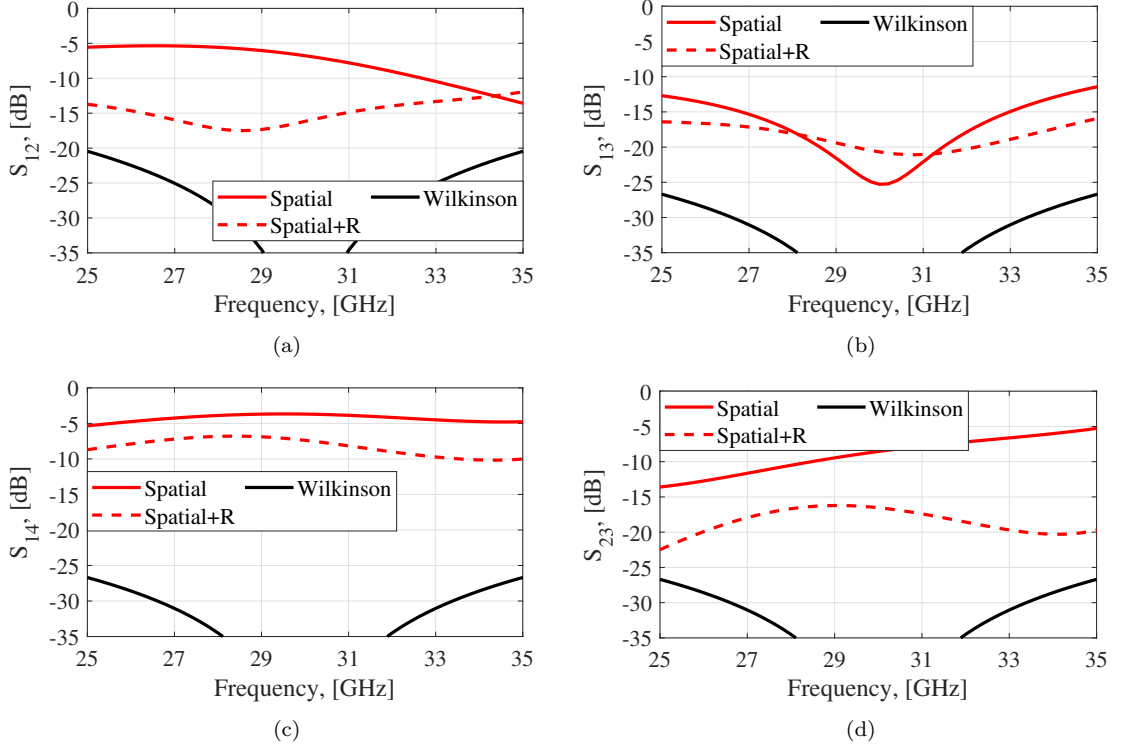 0
-5
-10
-15
-20
-25
-30
-35
S12, [dB]
Spatial
Wilkinson
Spatial+R
25 27 29 31 33 35
Frequency, [GHz]
(a)
0
-5
-10
-15
-20
-25
-30
-35
S13, [dB]
Spatial
Wilkinson
Spatial+R
25 27 29 31 33 35
Frequency, [GHz]
(b)
0
-5
-10
-15
-20
-25
-30
-35
S14, [dB]
Spatial
Wilkinson
Spatial+R
25 27 29 31 33 35
Frequency, [GHz]
(c)
0
-5
-10
-15
-20
-25
-30
-35
S23, [dB]
Spatial
Wilkinson
Spatial+R
25 27 29 31 33 35
Frequency, [GHz]
(d)